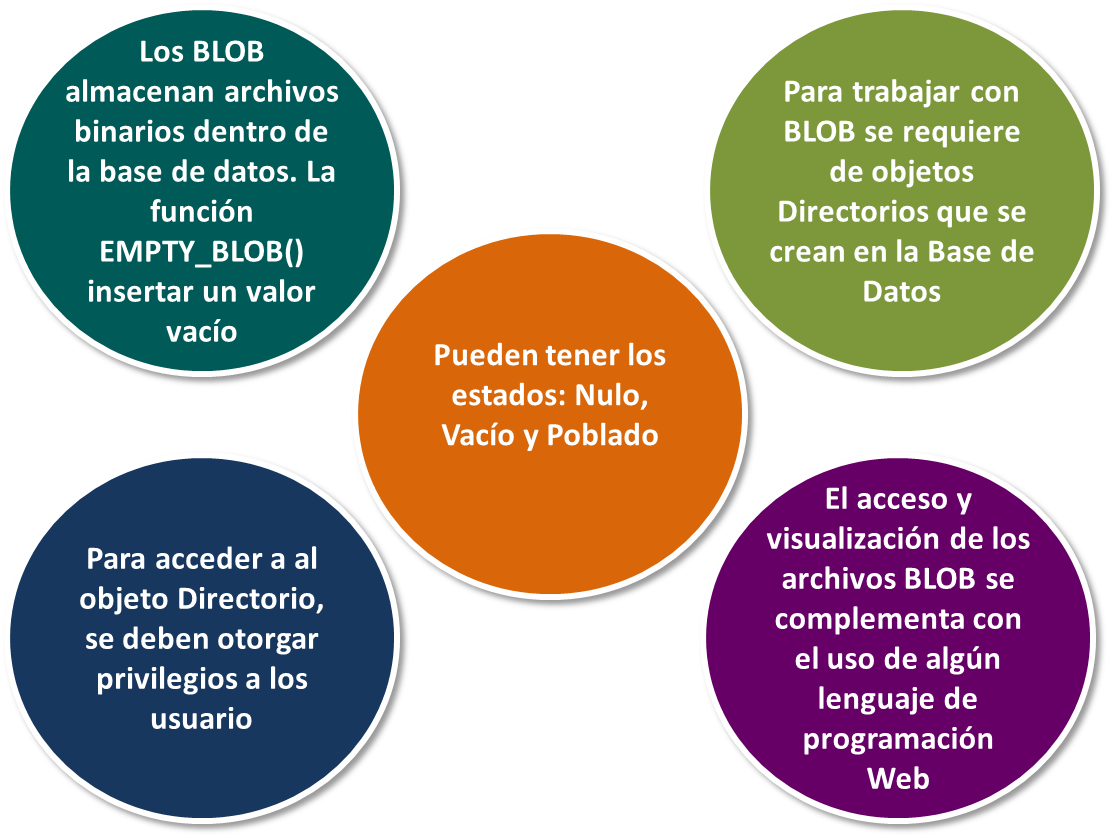 Los BLOB
almacenan archivos
binarios dentro de
la base de datos. La
función
EMPTY_BLOB()
insertar un valor
vacío
Para trabajar con
BLOB se requiere
de objetos
Directorios que se
crean en la Base de
Datos
Pueden tener los
estados: Nulo,
Vacío y Poblado
Para acceder a al
objeto Directorio,
se deben otorgar
privilegios a los
usuario
El acceso y
visualización de los
archivos BLOB se
complementa con
el uso de algún
lenguaje de
programación
Web